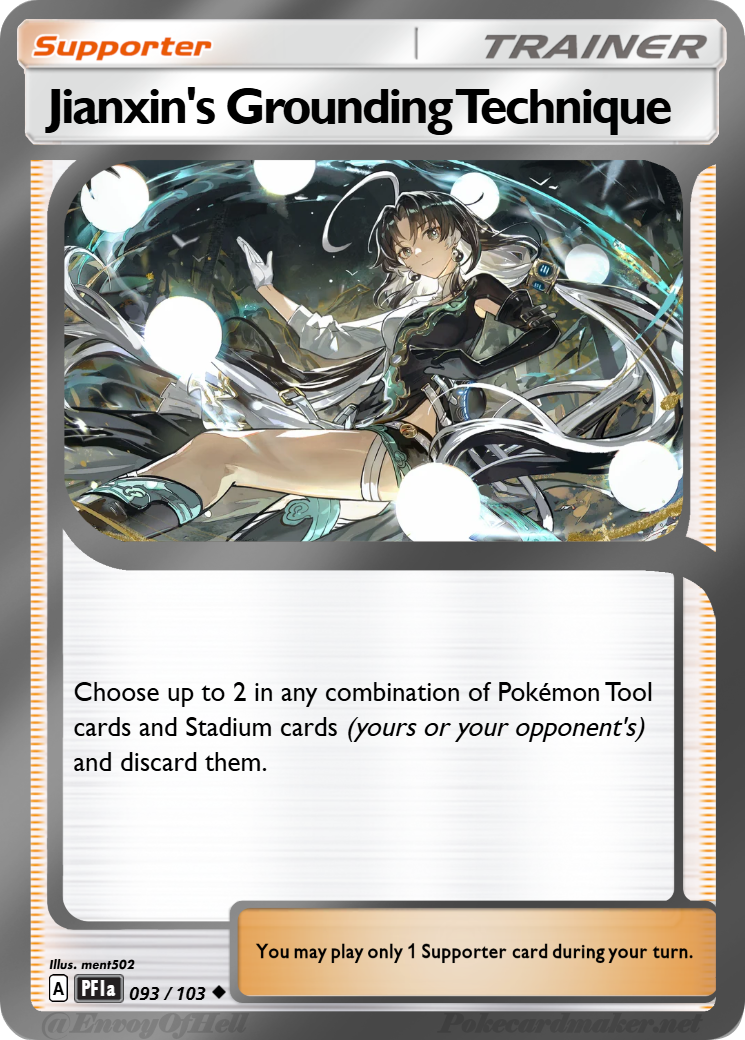 Supporter
TRAINER
Jianxin's Grounding Technique
Choose up to 2 in any combination of Pokémon Tool
cards and Stadium cards (yours or your opponent's)
and discard them.
You may play only 1 Supporter card during your turn.
Illus. ment502
A PF1a 093 / 103 ◆
@EnvoyOfHell
Pokecardmaker.net